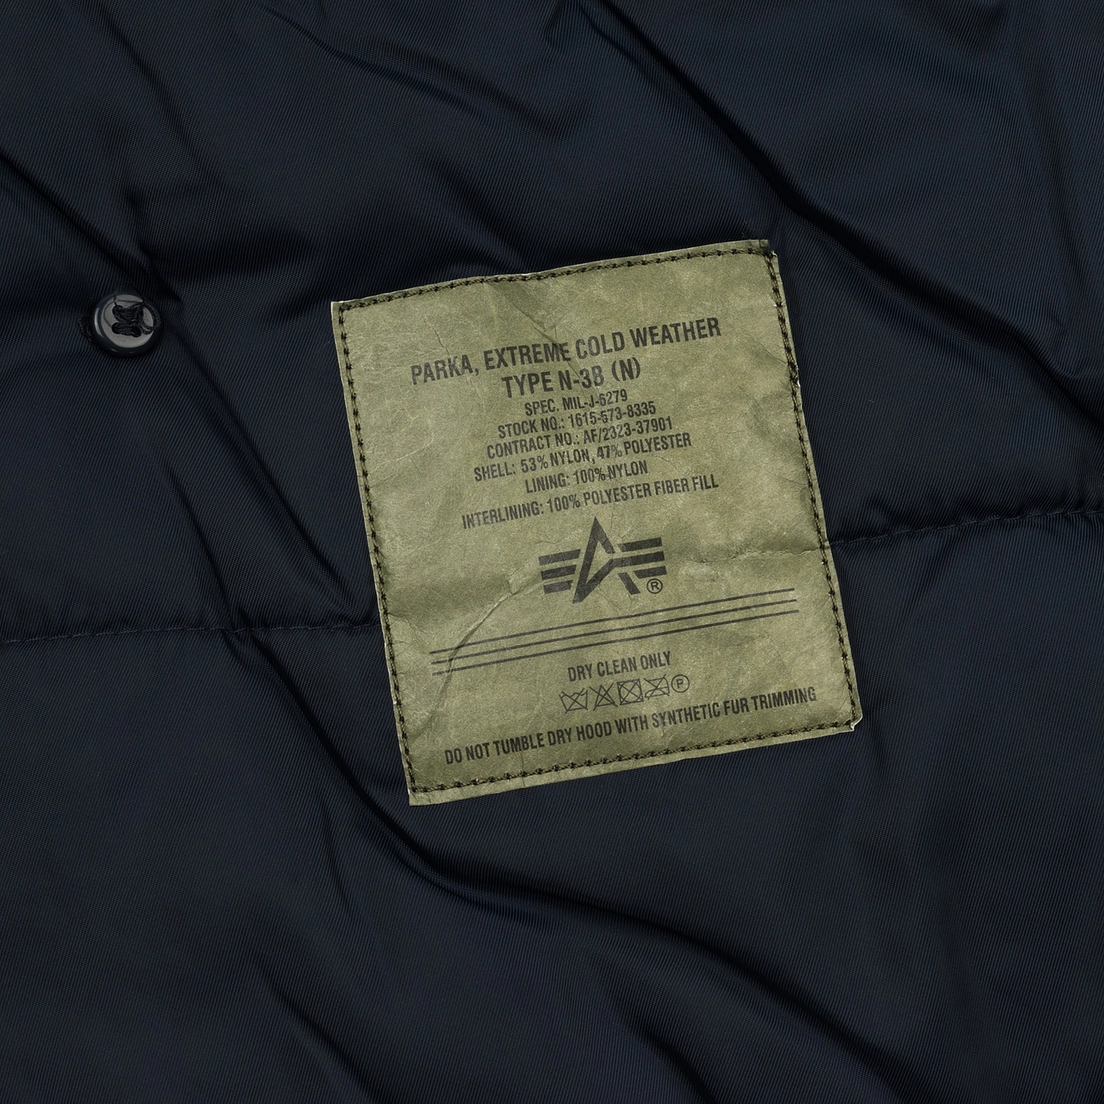 PARKA, EXTREME COLD WEATHER
TYPE N-3B (N)
SPEC. MIL-J-6279
STOCK NO.: 1615-573-8335
CONTRACT NO.: AF/2323-37901
SHELL: 53% NYLON, 47% POLYESTER
LINING: 100% NYLON
INTERLINING: 100% POLYESTER FIBER FILL
®
DRY CLEAN ONLY
P
DO NOT TUMBLE DRY HOOD WITH SYNTHETIC FUR TRIMMING